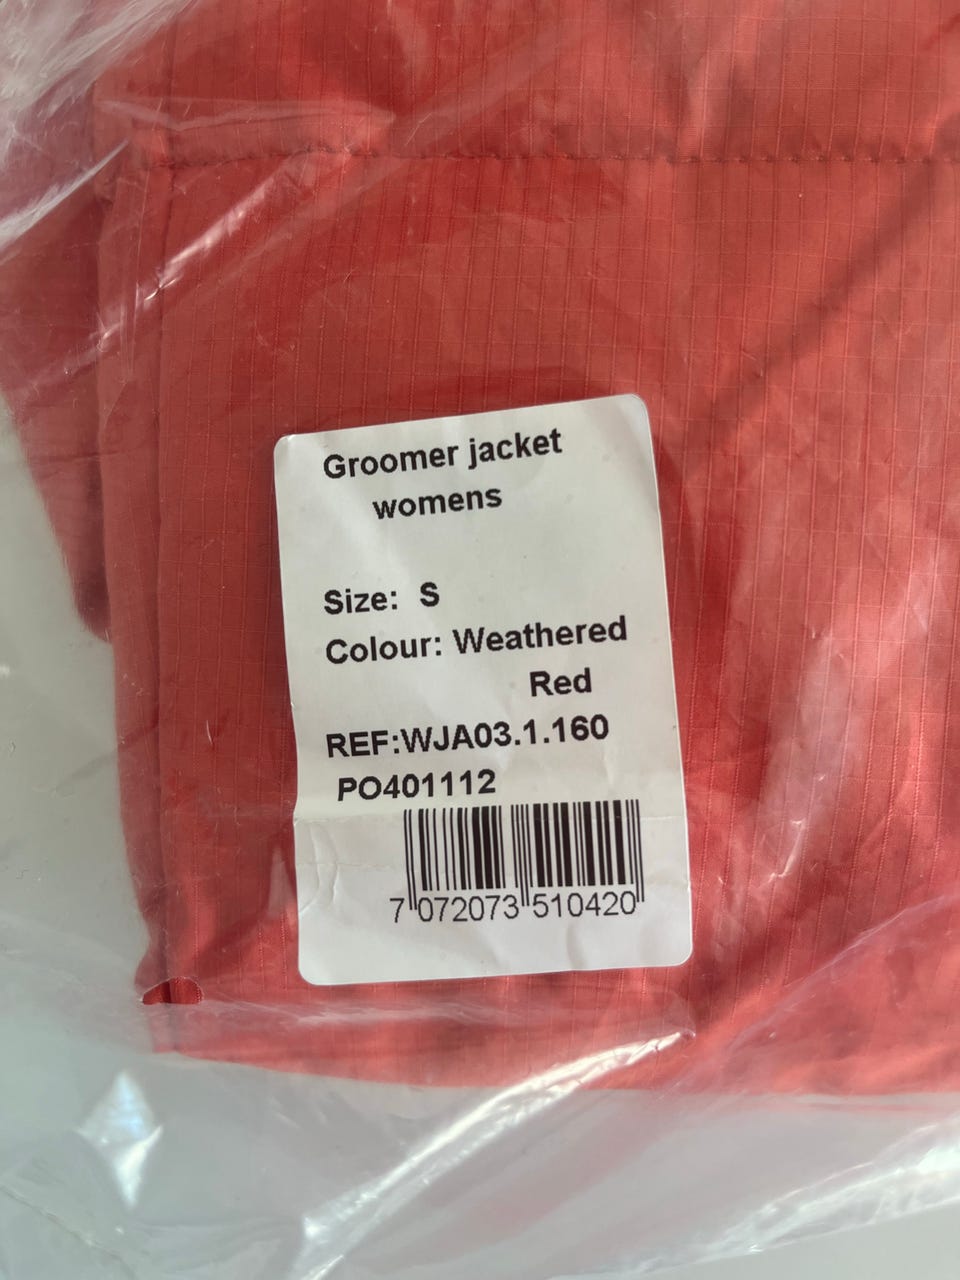 Groomer jacket
womens
Size: S
Colour: Weathered
Red
REF:WJA03.1.160
PO401112
7 072073 510420